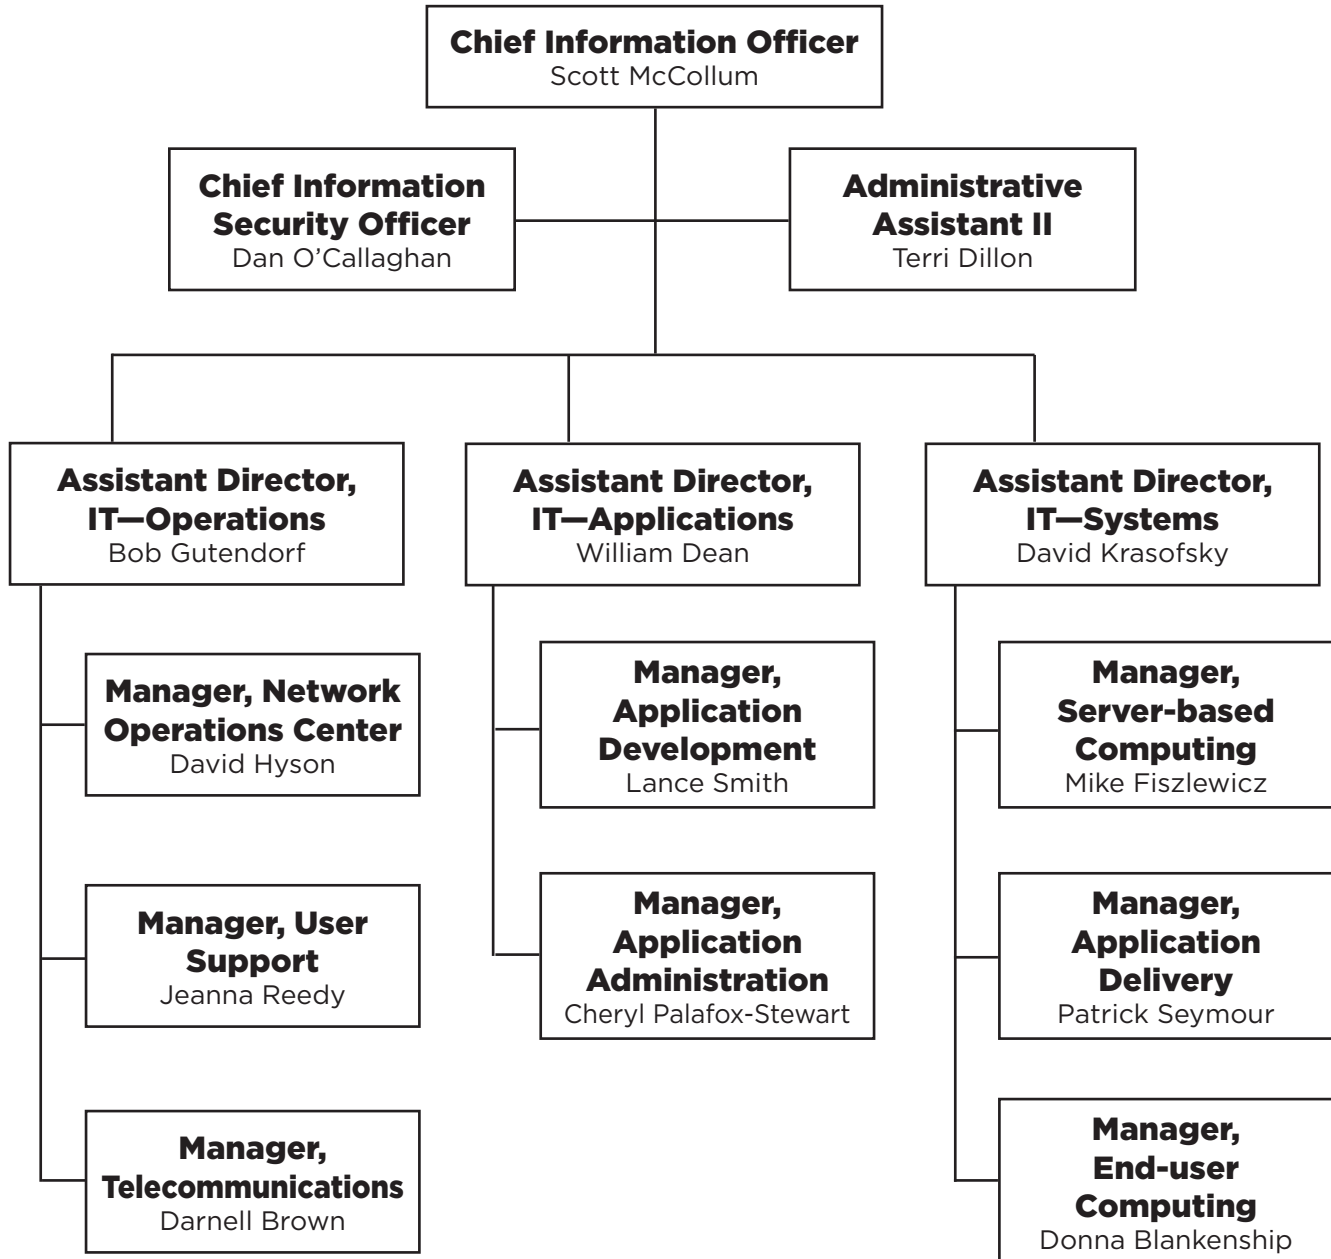 Chief Information Officer
Scott McCollum
Chief Information
Security Officer
Dan O’Callaghan
Administrative
Assistant II
Terri Dillon
Assistant Director,
IT—Operations
Bob Gutendorf
Assistant Director,
IT—Applications
William Dean
Assistant Director,
IT—Systems
David Krasofsky
Manager, Network
Operations Center
David Hyson
Manager, User
Support
Jeanna Reedy
Manager,
Telecommunications
Darnell Brown
Manager,
Application
Development
Lance Smith
Manager,
Application
Administration
Cheryl Palafox-Stewart
Manager,
Server-based
Computing
Mike Fiszlewicz
Manager,
Application
Delivery
Patrick Seymour
Manager,
End-user
Computing
Donna Blankenship